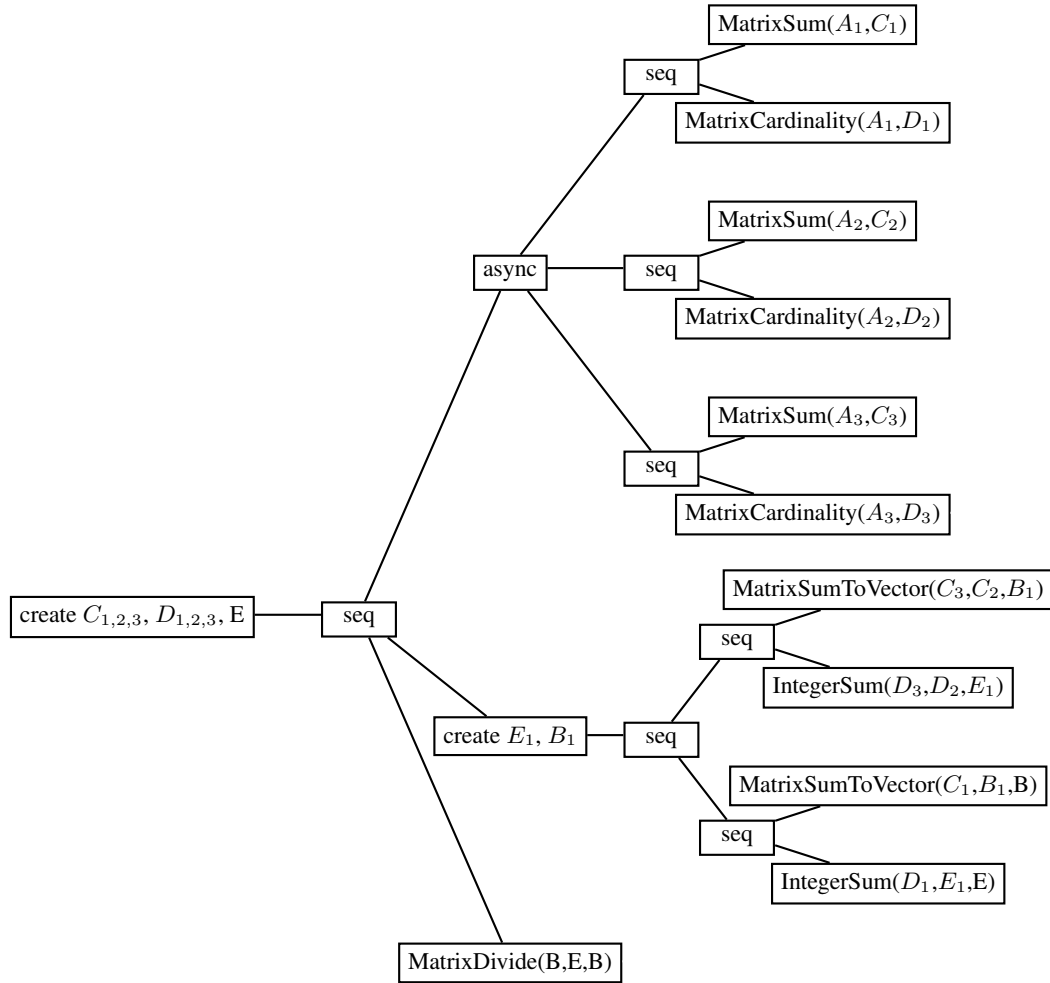 MatrixSum(A₁,C₁)
seq
MatrixCardinality(A₁,D₁)
MatrixSum(A₂,C₂)
async
seq
MatrixCardinality(A₂,D₂)
MatrixSum(A₃,C₃)
seq
MatrixCardinality(A₃,D₃)
MatrixSumToVector(C₃,C₂,B₁)
create C₁,₂,₃, D₁,₂,₃, E
seq
seq
IntegerSum(D₃,D₂,E₁)
create E₁, B₁
seq
MatrixSumToVector(C₁,B₁,B)
seq
IntegerSum(D₁,E₁,E)
MatrixDivide(B,E,B)